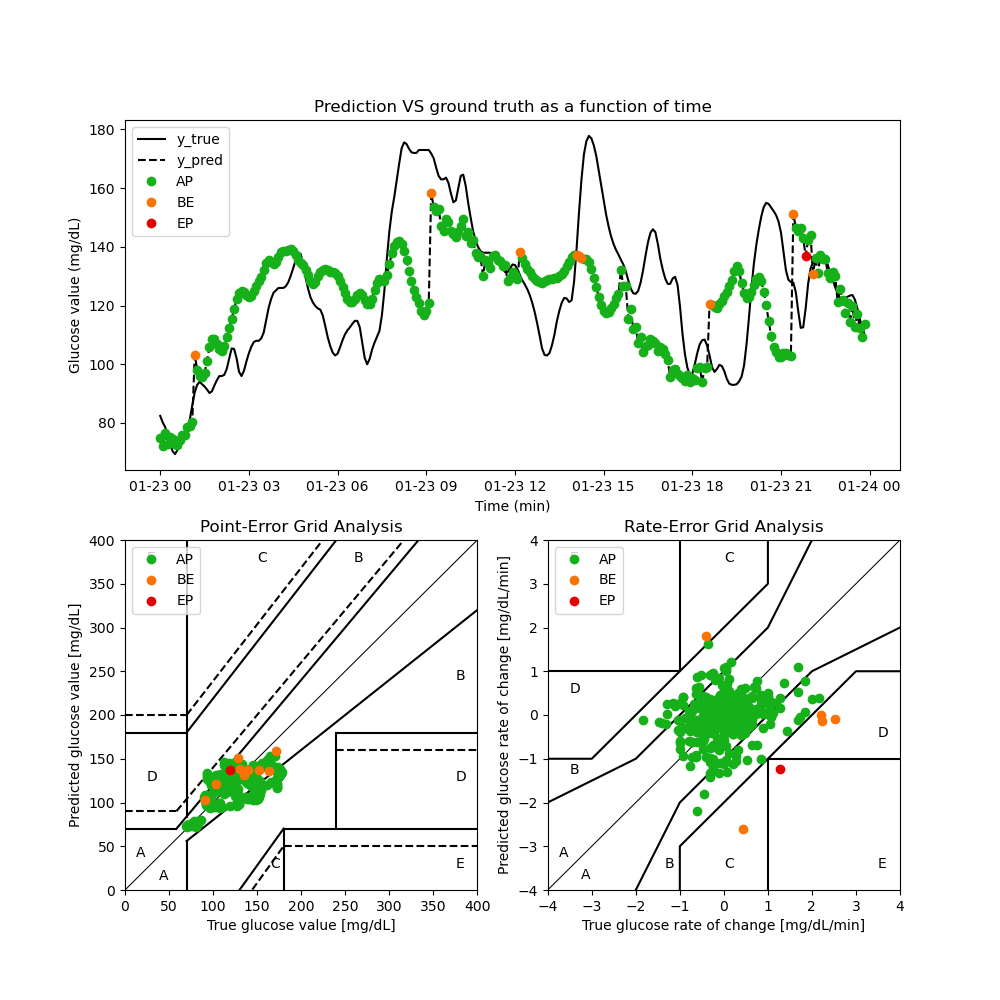 Prediction VS ground truth as a function of time
180
160
140
120
100
80
Glucose value (mg/dL)
y_true
y_pred
AP
BE
EP
01-23 00 01-23 03 01-23 06 01-23 09 01-23 12 01-23 15 01-23 18 01-23 21 01-24 00
Time (min)
Point-Error Grid Analysis
400
350
300
250
200
150
100
50
0
Predicted glucose value [mg/dL]
AP
BE
EP
C B
B
D D
A
A
C E
0 50 100 150 200 250 300 350 400
True glucose value [mg/dL]
Rate-Error Grid Analysis
4
3
2
1
0
−1
−2
−3
−4
Predicted glucose rate of change [mg/dL/min]
AP
BE
EP
C
D
D
B
A
A
B C E
−4 −3 −2 −1 0 1 2 3 4
True glucose rate of change [mg/dL/min]